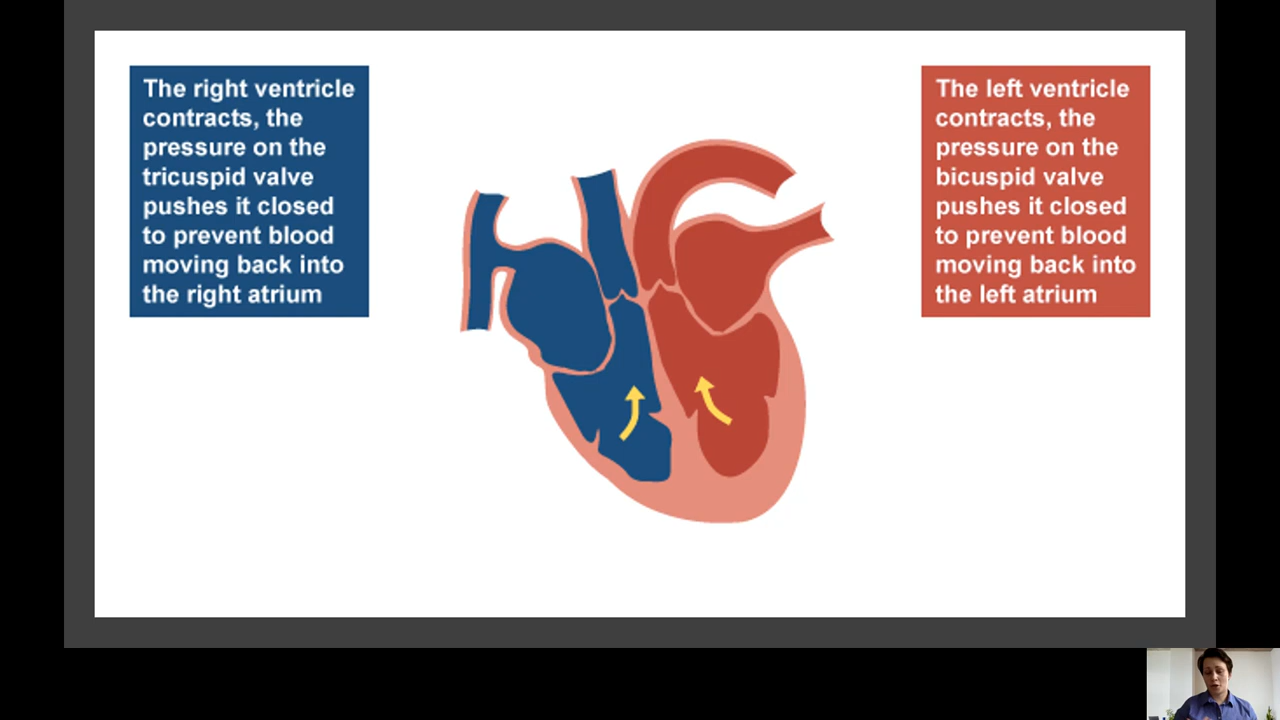 The right ventricle
contracts, the
pressure on the
tricuspid valve
pushes it closed
to prevent blood
moving back into
the right atrium
The left ventricle
contracts, the
pressure on the
bicuspid valve
pushes it closed
to prevent blood
moving back into
the left atrium